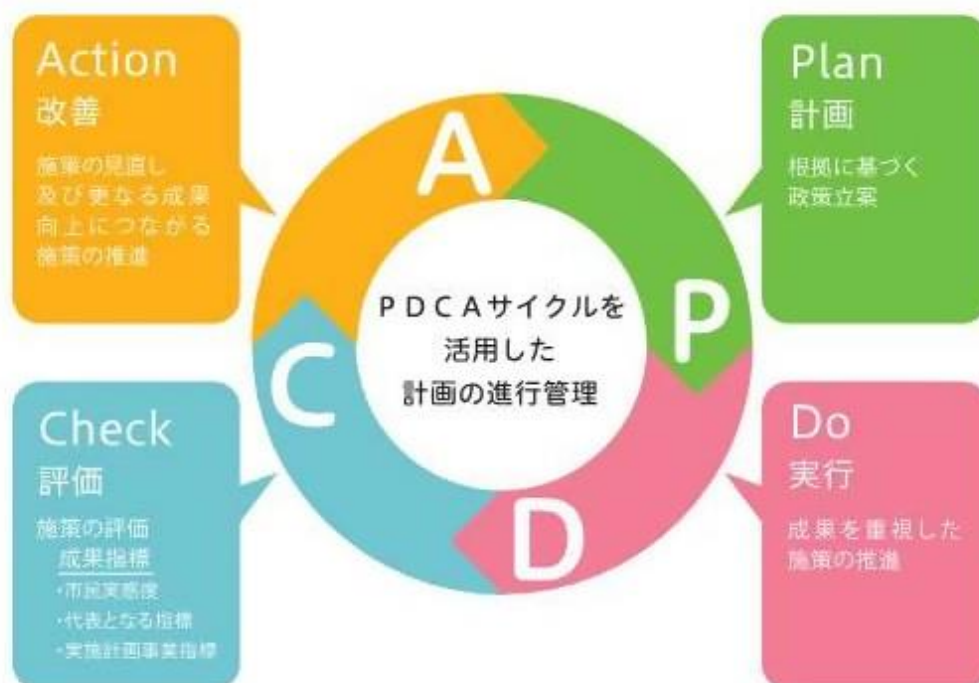 Action
改善
施策の見直し
及び更なる成果
向上につながる
施策の推進
Plan
計画
根拠に基づく
政策立案
A
P
D
C
PDCAサイクルを
活用した
計画の進行管理
Check
評価
施策の評価
成果指標
・市民実感度
・代表となる指標
・実施計画事業指標
Do
実行
成果を重視した
施策の推進